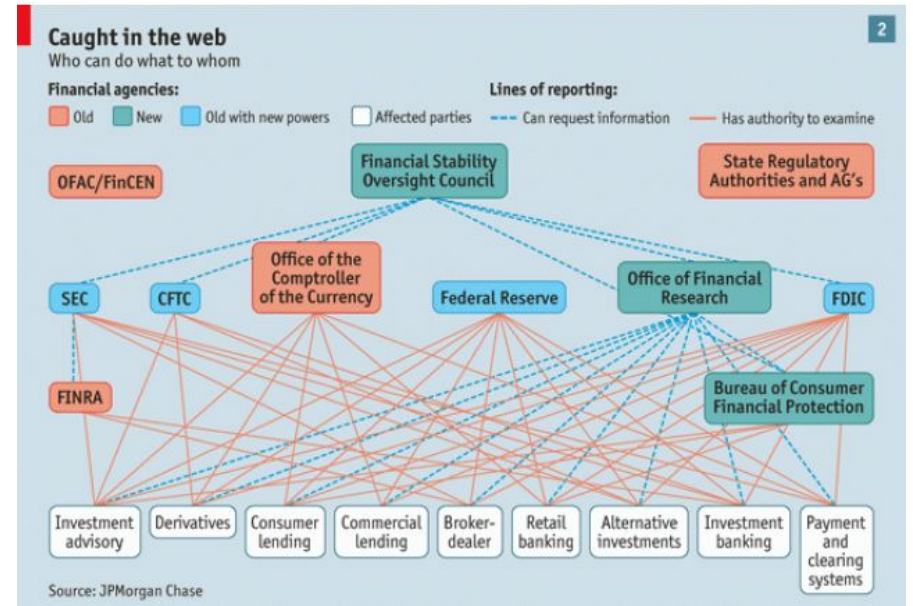 2
Caught in the web
Who can do what to whom
Financial agencies:
Lines of reporting:
Old
New
Old with new powers
Affected parties
Can request information
Has authority to examine
OFAC/FinCEN
Financial Stability
Oversight Council
State Regulatory
Authorities and AG's
SEC
CFTC
Office of the
Comptroller
of the Currency
Federal Reserve
Office of Financial
Research
FDIC
FINRA
Bureau of Consumer
Financial Protection
Investment
advisory
Derivatives
Consumer
lending
Commercial
lending
Broker-
dealer
Retail
banking
Alternative
investments
Investment
banking
Payment
and
clearing
systems
Source: JPMorgan Chase